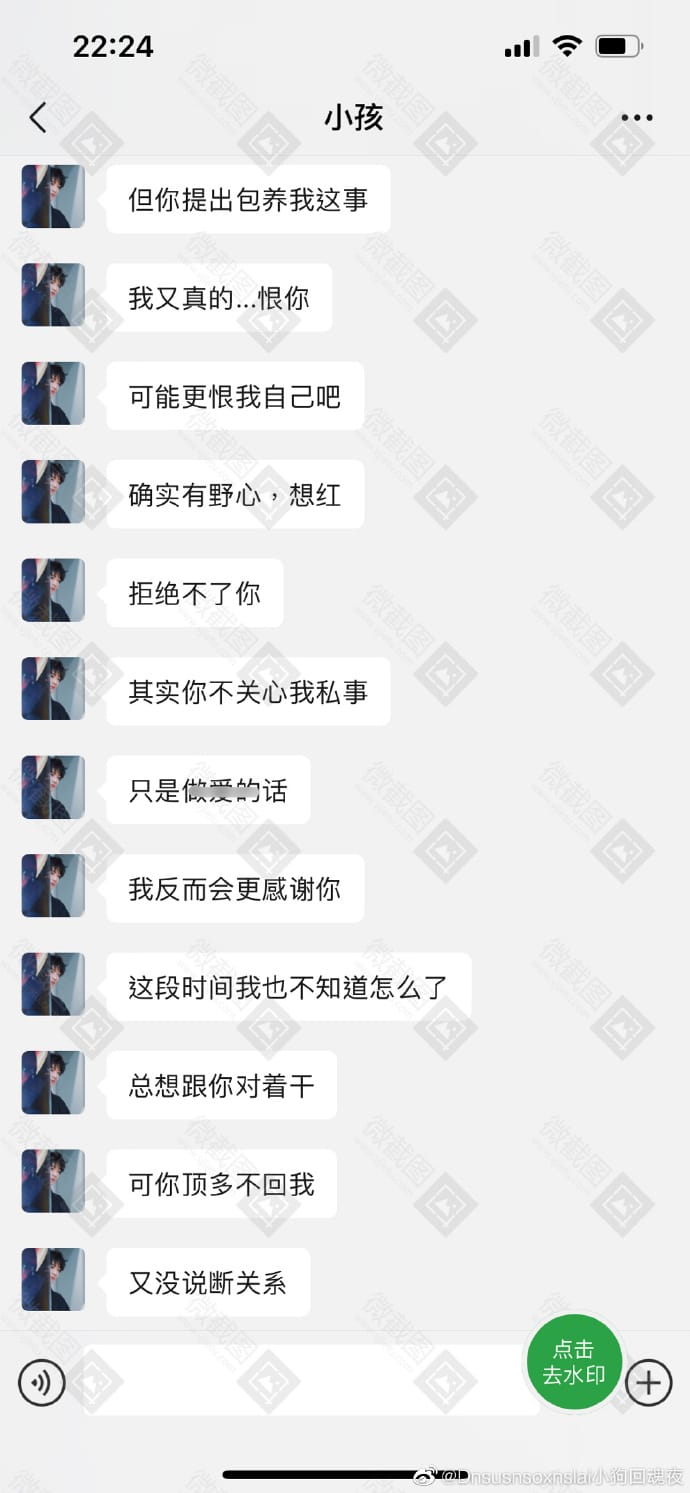 22:24
小孩
但你提出包养我这事
我又真的...恨你
可能更恨我自己吧
确实有野心，想红
拒绝不了你
其实你不关心我私事
只是做爱的话
我反而会更感谢你
这段时间我也不知道怎么了
总想跟你对着干
可你顶多不回我
又没说断关系
点击
去水印
微截图
@Dnsusnsoxnslai小狗回魂夜